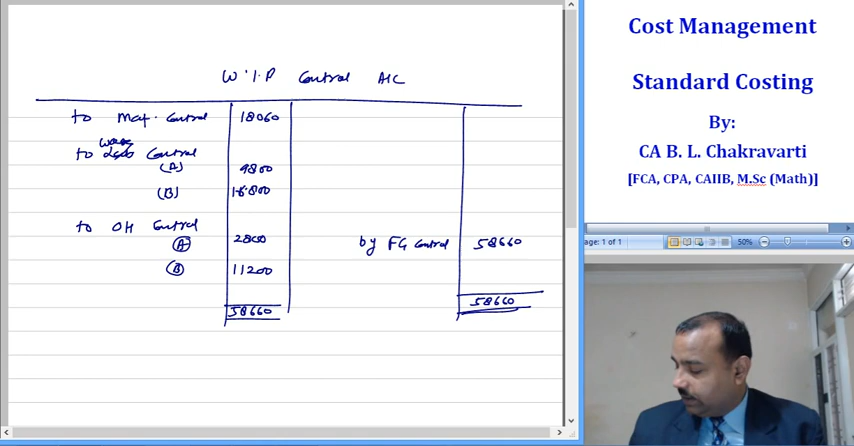 W.I.P Control A/C
to Mat. Control 18060
Wages
to Control
(A) 9800
(B) 16800
to OH Control
(A) 2800
by FG Control 58660
(B) 11200
58660
58660
Cost Management
Standard Costing
By:
CA B. L. Chakravarti
[FCA, CPA, CAIIB, M.Sc (Math)]
age: 1 of 1
50%